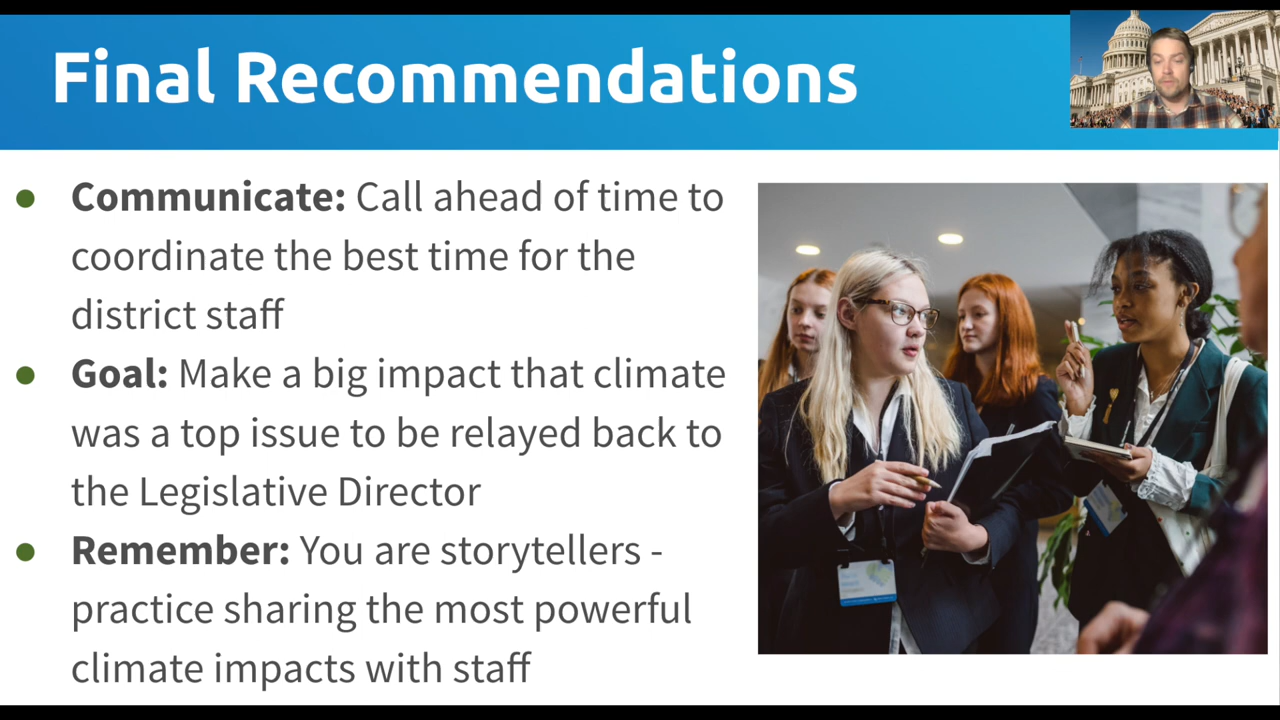 Final Recommendations
● Communicate: Call ahead of time to
coordinate the best time for the
district staff
● Goal: Make a big impact that climate
was a top issue to be relayed back to
the Legislative Director
● Remember: You are storytellers -
practice sharing the most powerful
climate impacts with staff